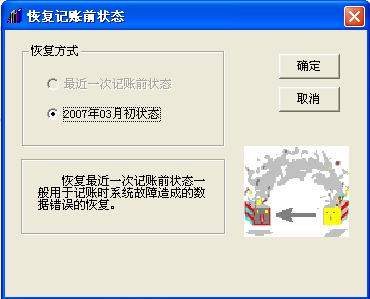 恢复记账前状态
恢复方式
最近一次记账前状态
2007年03月初状态
确定
取消
恢复最近一次记账前状态一
般用于记账时系统故障造成的数
据错误的恢复。